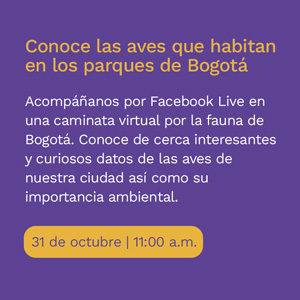 Conoce las aves que habitan
en los parques de Bogotá
Acompáñanos por Facebook Live en
una caminata virtual por la fauna de
Bogotá. Conoce de cerca interesantes
y curiosos datos de las aves de
nuestra ciudad así como su
importancia ambiental.
31 de octubre | 11:00 a.m.